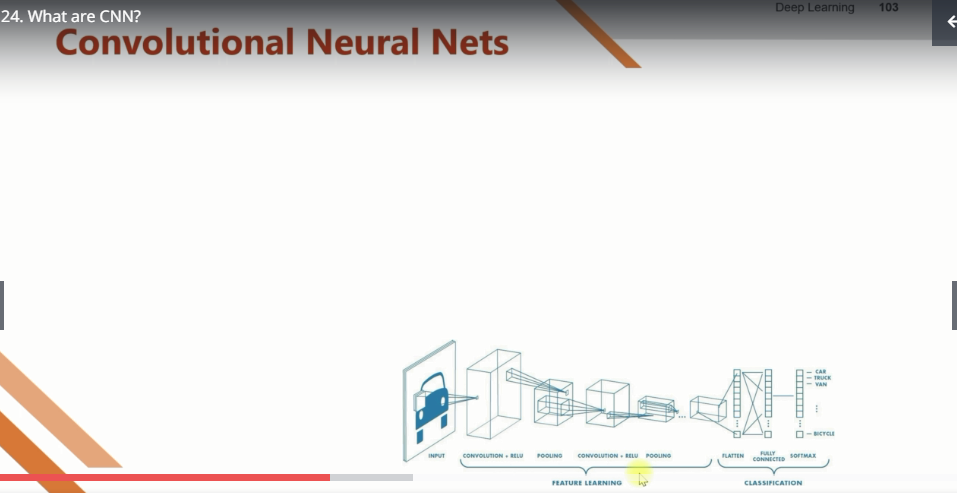 24. What are CNN?
Deep Learning 103
Convolutional Neural Nets
CAR
TRUCK
VAN
BICYCLE
INPUT CONVOLUTION + RELU POOLING CONVOLUTION + RELU POOLING FLATTEN FULLY CONNECTED SOFTMAX
FEATURE LEARNING CLASSIFICATION